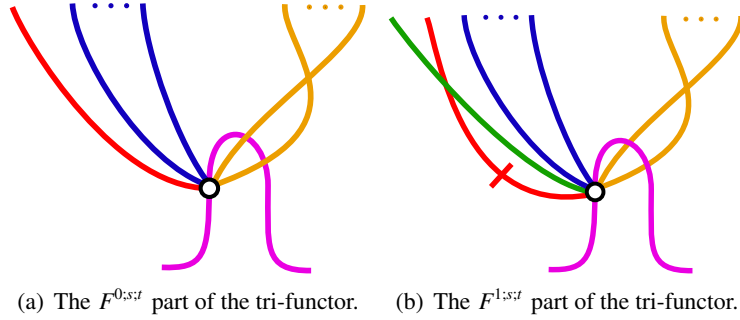 (a) The F^{0;s;t} part of the tri-functor.
(b) The F^{1;s;t} part of the tri-functor.